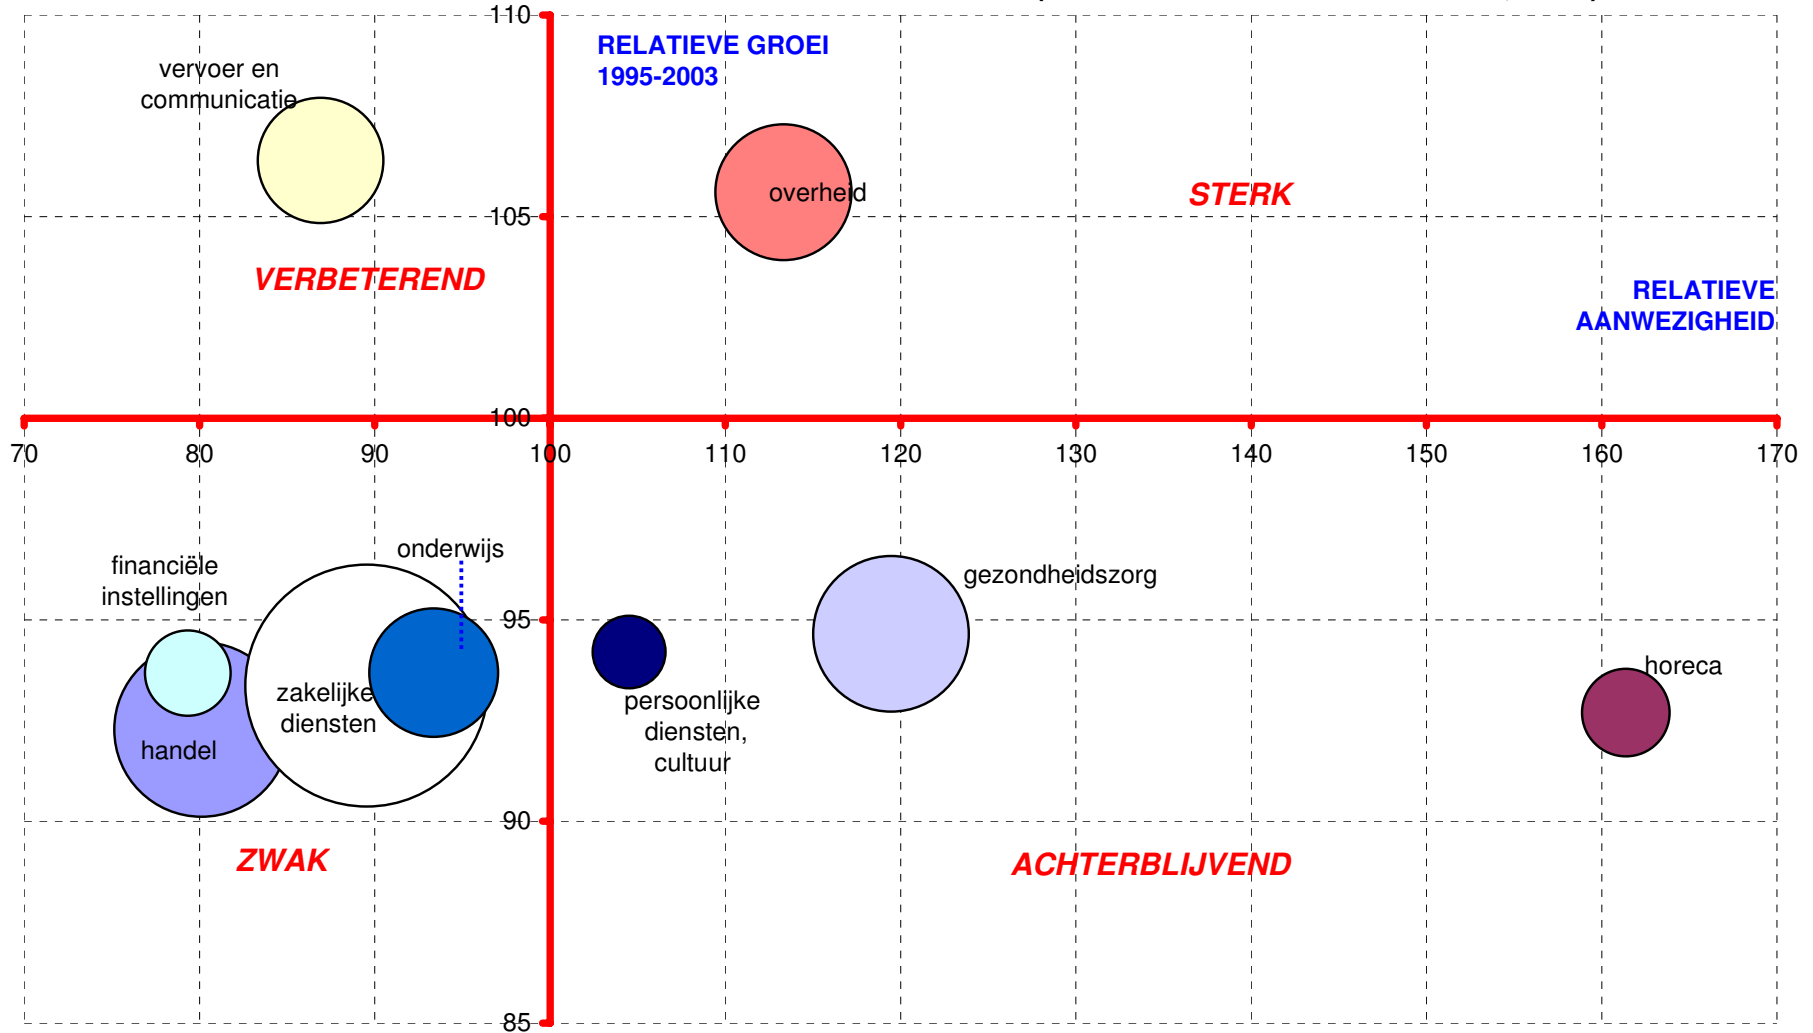 110
RELATIEVE GROEI
1995-2003
vervoer en
communicatie
overheid
STERK
105
VERBETEREND
RELATIEVE
AANWEZIGHEID
100
70
80
90
100
110
120
130
140
150
160
170
onderwijs
financiële
instellingen
gezondheidszorg
95
horeca
zakelijke
diensten
persoonlijke
diensten,
cultuur
handel
90
ZWAK
ACHTERBLIJVEND
85